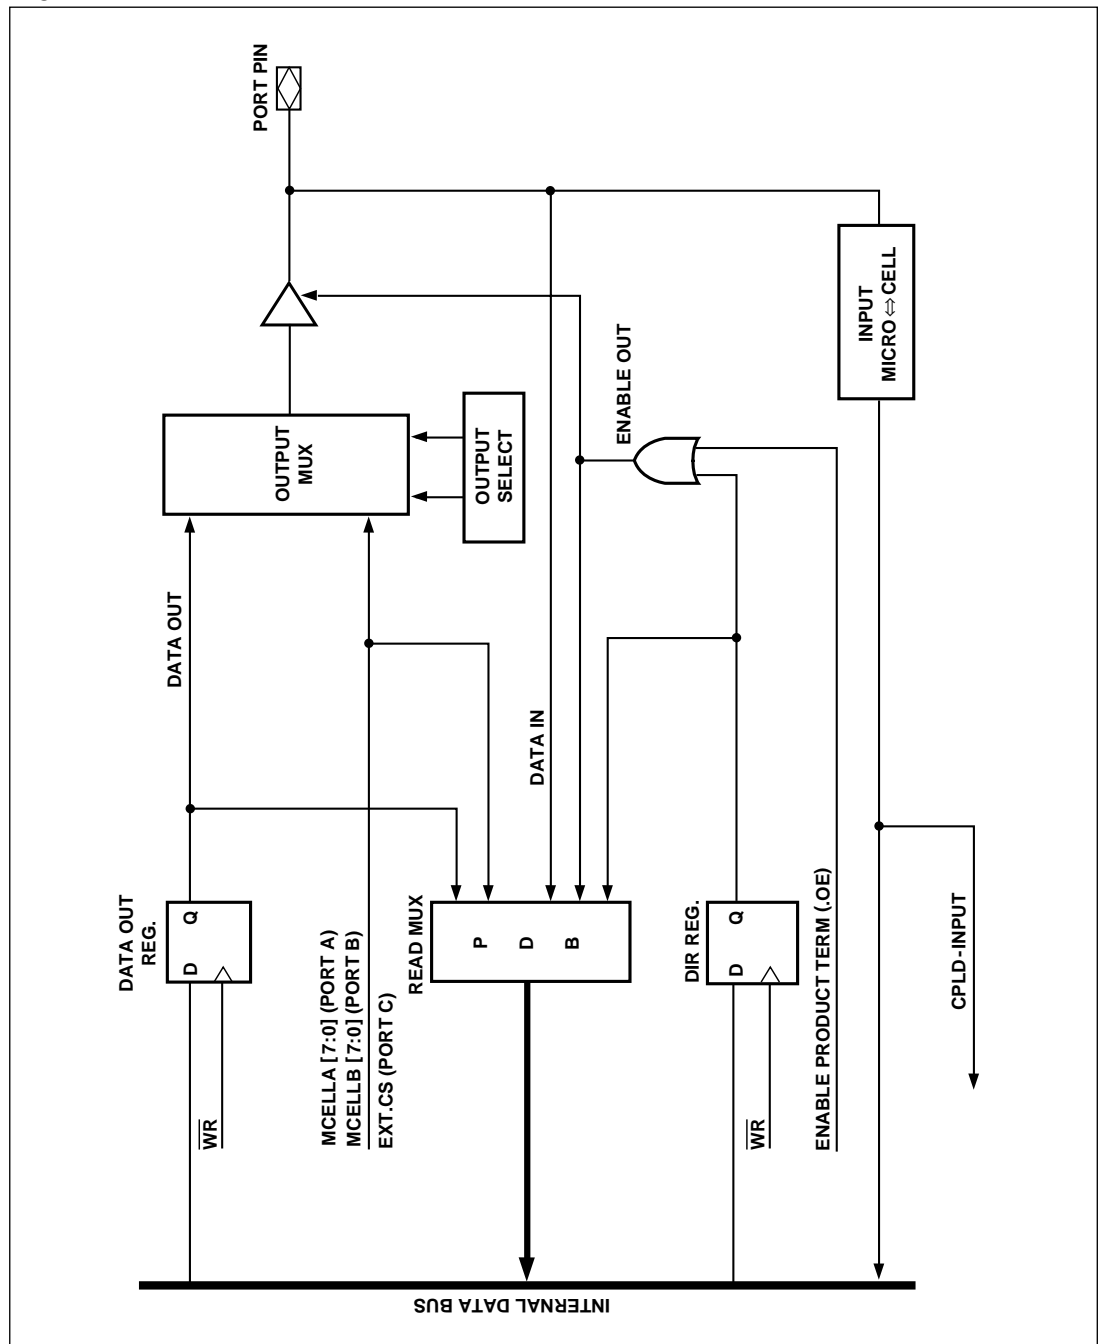 INTERNAL DATA BUS
WR
DATA OUT
REG.
D
Q
DATA OUT
OUTPUT
MUX
PORT PIN
MCELLA [7:0] (PORT A)
MCELLB [7:0] (PORT B)
EXT.CS (PORT C)
READ MUX
P
D
B
DATA IN
OUTPUT
SELECT
ENABLE OUT
WR
DIR REG.
D
Q
ENABLE PRODUCT TERM (.OE)
INPUT
MICRO⇔CELL
CPLD-INPUT